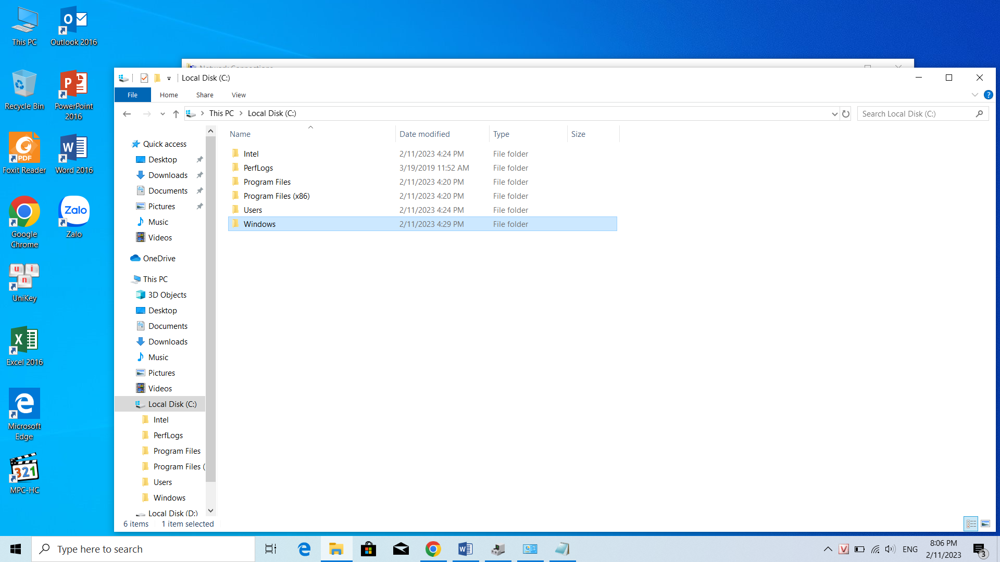 This PC
Outlook 2016
Recycle Bin
PowerPoint
2016
Foxit Reader
Word 2016
Google
Chrome
Zalo
UniKey
Excel 2016
Microsoft
Edge
MPC-HC
Network Connections
Local Disk (C:)
File
Home
Share
View
This PC
Local Disk (C:)
Search Local Disk (C:)
Quick access
Desktop
Downloads
Documents
Pictures
Music
Videos
OneDrive
This PC
3D Objects
Desktop
Documents
Downloads
Music
Pictures
Videos
Local Disk (C:)
Intel
PerfLogs
Program Files
Program Files (
Users
Windows
Local Disk (D:)
Name Date modified Type Size
Intel 2/11/2023 4:24 PM File folder
PerfLogs 3/19/2019 11:52 AM File folder
Program Files 2/11/2023 4:20 PM File folder
Program Files (x86) 2/11/2023 4:20 PM File folder
Users 2/11/2023 4:24 PM File folder
Windows 2/11/2023 4:29 PM File folder
6 items 1 item selected
Type here to search
ENG
8:06 PM
2/11/2023
3